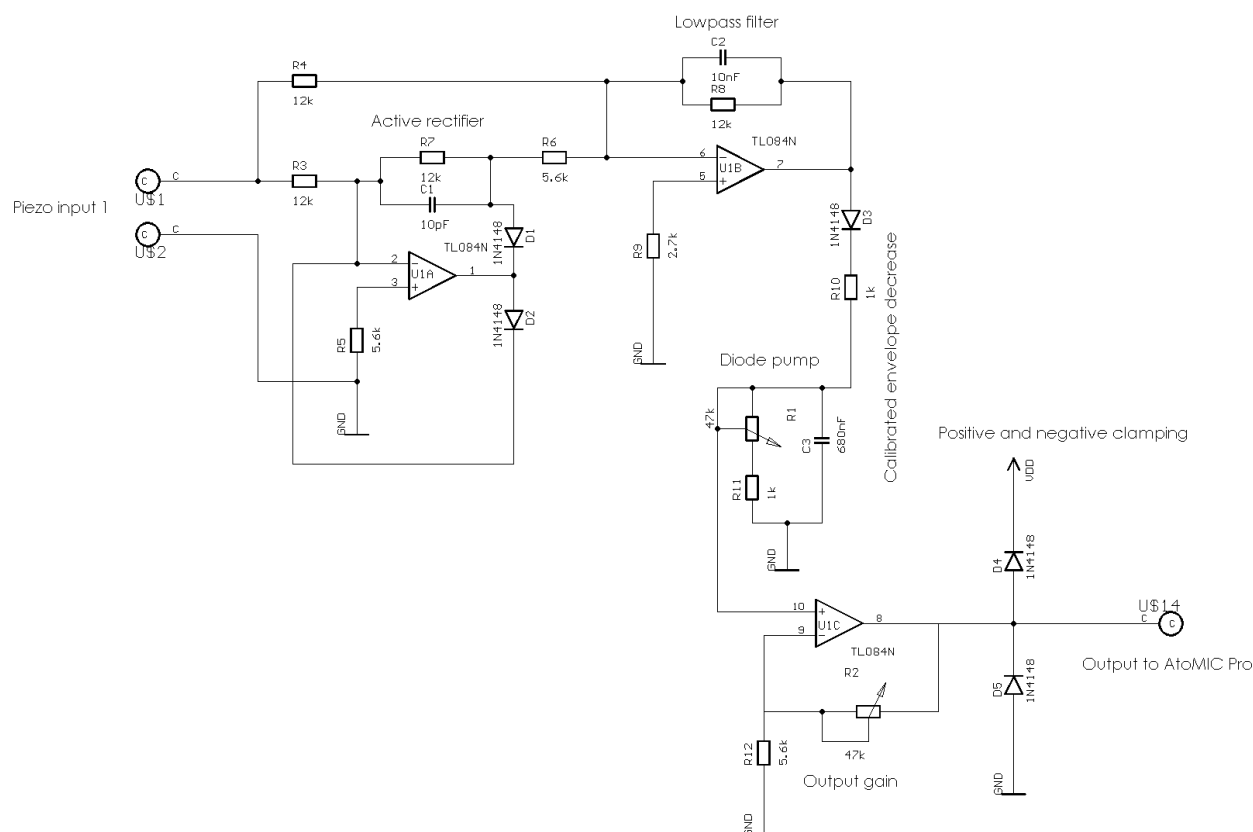 Lowpass filter
C2
10nF
R8
12k
R4
12k
Active rectifier
R7
12k
C1
10pF
R6
5.6k
TL084N
6
-
U1B
7
5
+
R3
12k
C
C
U$1
Piezo input 1
C
C
U$2
1N4148
D1
TL084N
2
-
U1A
1
3
+
1N4148
D2
R5
5.6k
GND
R9
2.7k
GND
1N4148
D3
R10
1k
Calibrated envelope decrease
Diode pump
47k
R1
C3
680nF
R11
1k
GND
Positive and negative clamping
VDD
D4
1N4148
10
+
U1C
8
9
-
TL084N
U$14
C
C
Output to AtoMIC Pro
D5
1N4148
GND
R2
47k
R12
5.6k
Output gain
GND